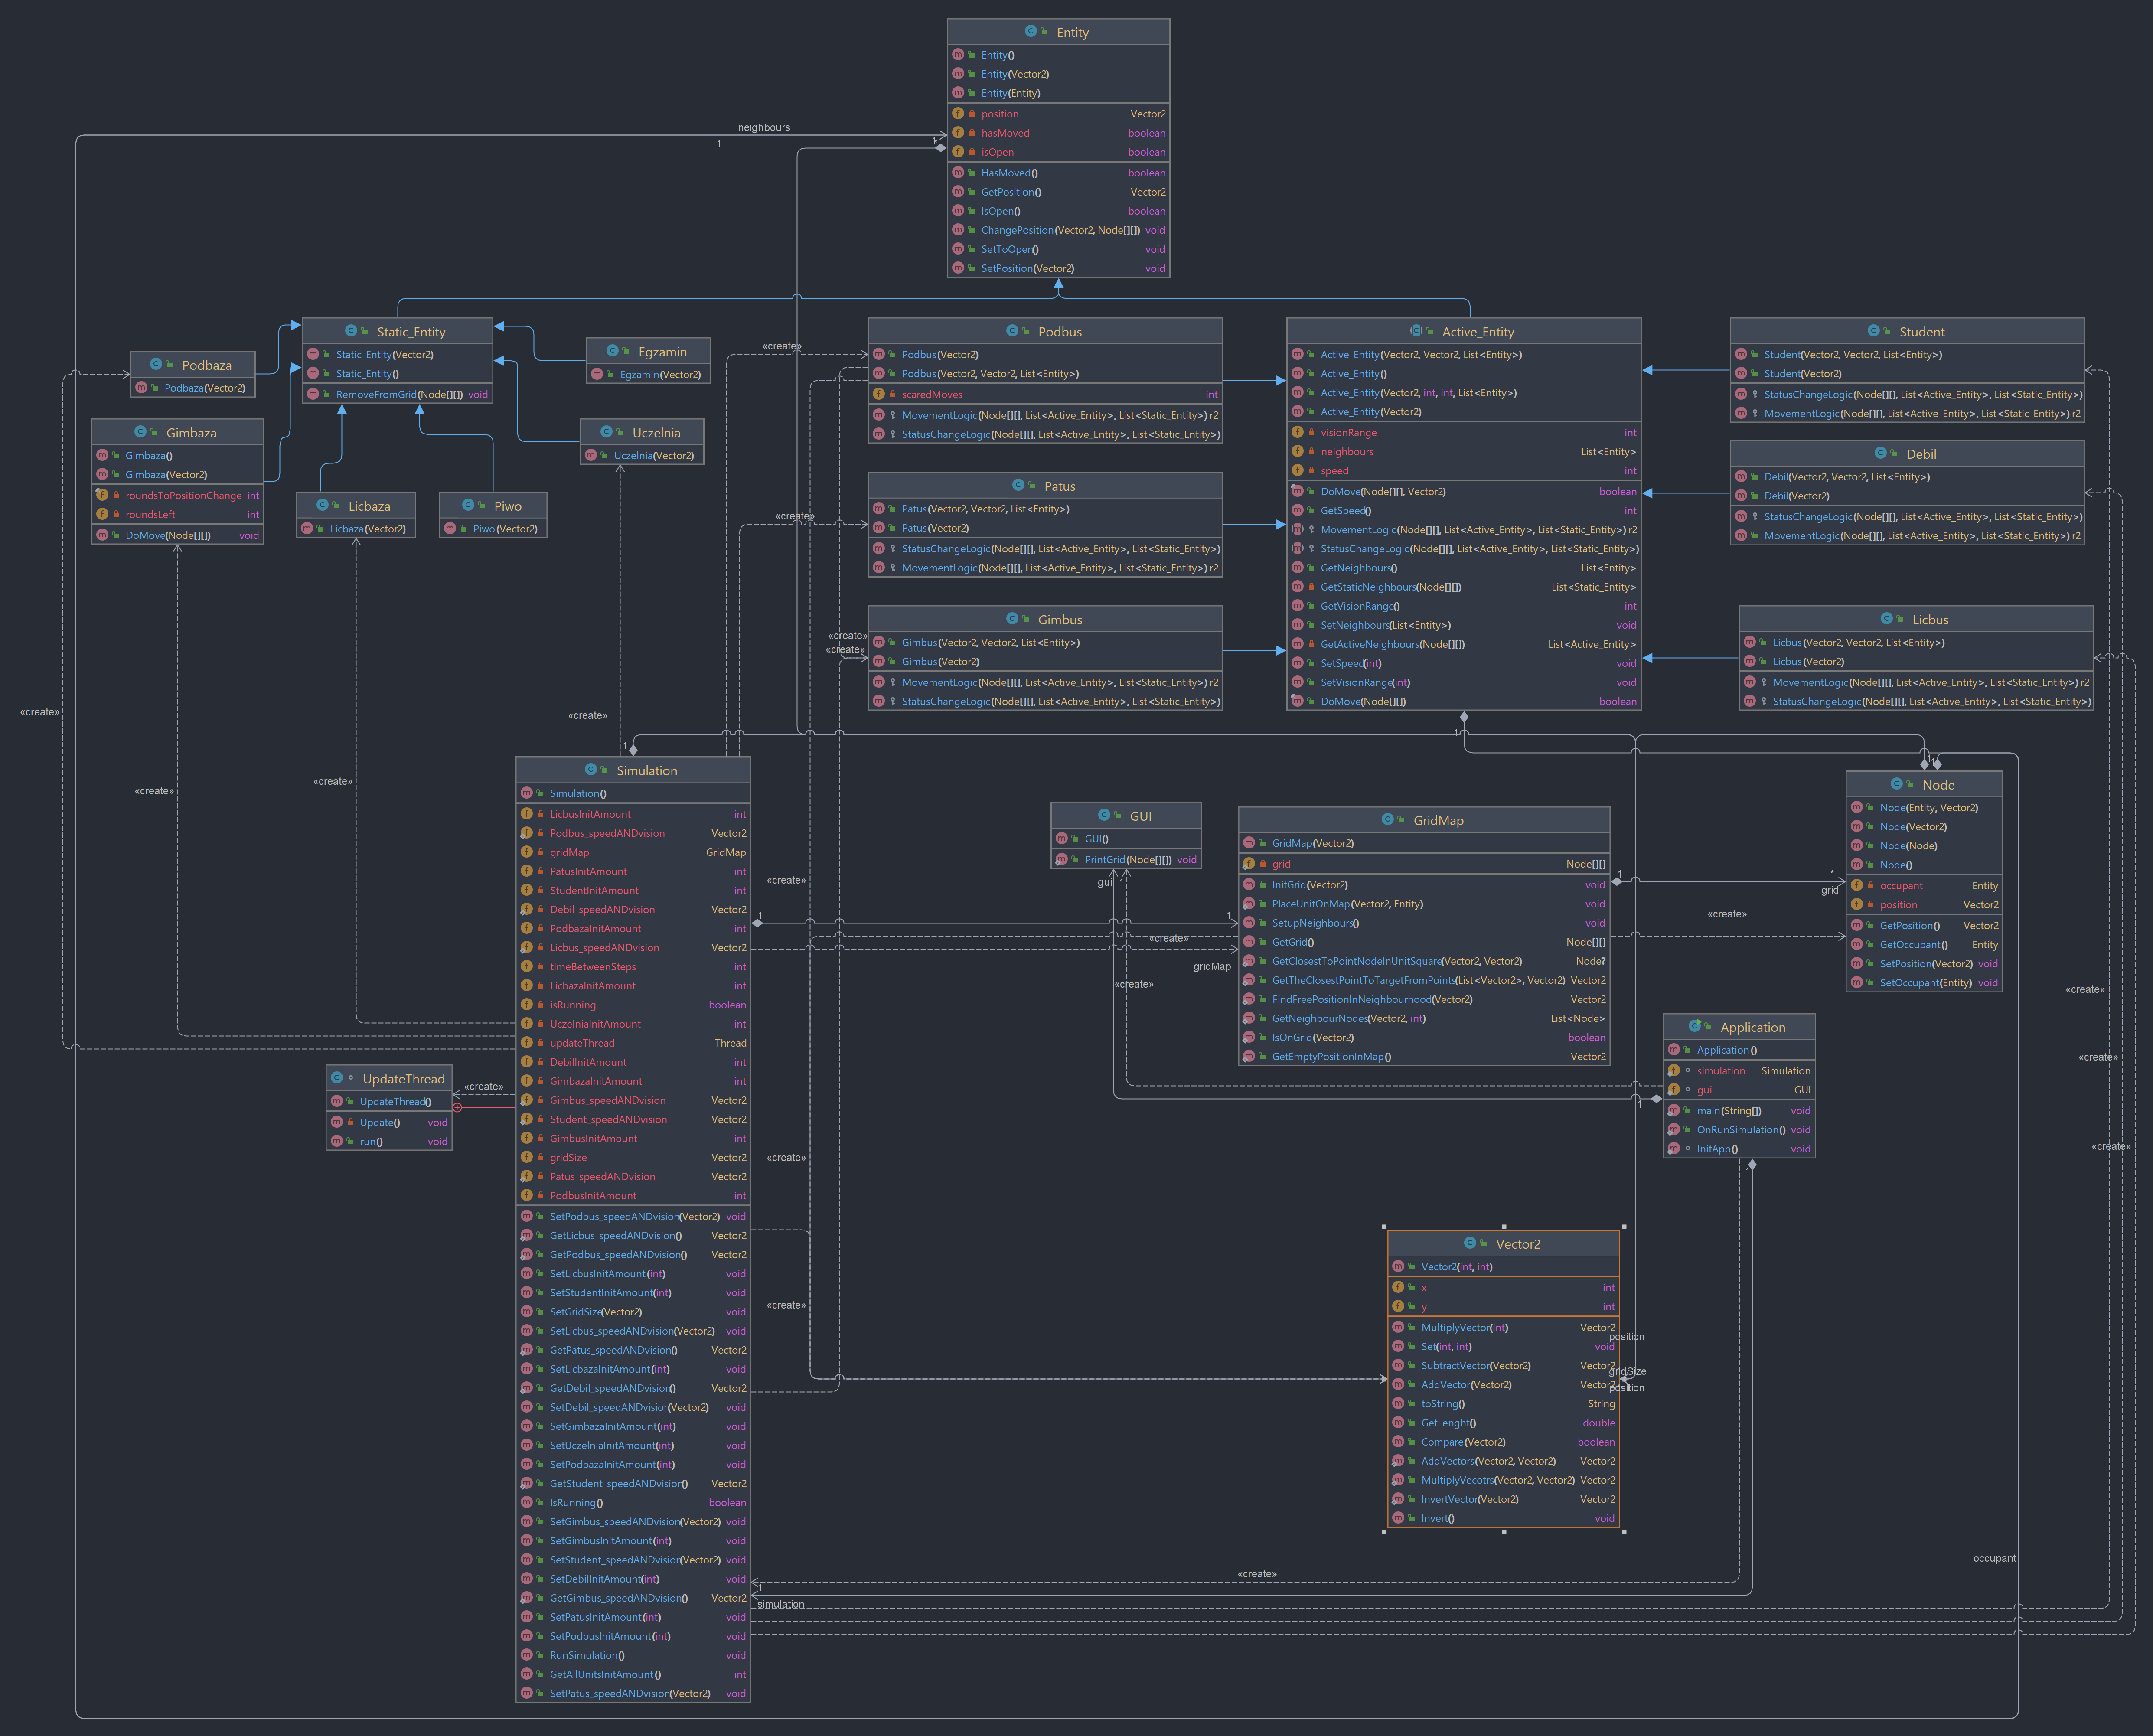 Entity
Entity()
Entity(Vector2)
Entity(Entity)
position Vector2
hasMoved boolean
isOpen boolean
HasMoved() boolean
GetPosition() Vector2
IsOpen() boolean
ChangePosition(Vector2, Node[][]) void
SetToOpen() void
SetPosition(Vector2) void
neighbours
1
1
Static_Entity
Static_Entity(Vector2)
Static_Entity()
RemoveFromGrid(Node[][]) void
Podbaza
Podbaza(Vector2)
Egzamin
Egzamin(Vector2)
Gimbaza
Gimbaza()
Gimbaza(Vector2)
roundsToPositionChange int
roundsLeft int
DoMove(Node[][]) void
Uczelnia
Uczelnia(Vector2)
Licbaza
Licbaza(Vector2)
Piwo
Piwo(Vector2)
Podbus
Podbus(Vector2)
Podbus(Vector2, Vector2, List<Entity>)
scaredMoves int
MovementLogic(Node[][], List<Active_Entity>, List<Static_Entity>) r2
StatusChangeLogic(Node[][], List<Active_Entity>, List<Static_Entity>)
Patus
Patus(Vector2, Vector2, List<Entity>)
Patus(Vector2)
StatusChangeLogic(Node[][], List<Active_Entity>, List<Static_Entity>)
MovementLogic(Node[][], List<Active_Entity>, List<Static_Entity>) r2
Gimbus
Gimbus(Vector2, Vector2, List<Entity>)
Gimbus(Vector2)
MovementLogic(Node[][], List<Active_Entity>, List<Static_Entity>) r2
StatusChangeLogic(Node[][], List<Active_Entity>, List<Static_Entity>)
Active_Entity
Active_Entity(Vector2, Vector2, List<Entity>)
Active_Entity()
Active_Entity(Vector2, int, int, List<Entity>)
Active_Entity(Vector2)
visionRange int
neighbours List<Entity>
speed int
DoMove(Node[][], Vector2) boolean
GetSpeed() int
MovementLogic(Node[][], List<Active_Entity>, List<Static_Entity>) r2
StatusChangeLogic(Node[][], List<Active_Entity>, List<Static_Entity>)
GetNeighbours() List<Entity>
GetStaticNeighbours(Node[][]) List<Static_Entity>
GetVisionRange() int
SetNeighbours(List<Entity>) void
GetActiveNeighbours(Node[][]) List<Active_Entity>
SetSpeed(int) void
SetVisionRange(int) void
DoMove(Node[][]) boolean
Student
Student(Vector2, Vector2, List<Entity>)
Student(Vector2)
StatusChangeLogic(Node[][], List<Active_Entity>, List<Static_Entity>)
MovementLogic(Node[][], List<Active_Entity>, List<Static_Entity>) r2
Debil
Debil(Vector2, Vector2, List<Entity>)
Debil(Vector2)
StatusChangeLogic(Node[][], List<Active_Entity>, List<Static_Entity>)
MovementLogic(Node[][], List<Active_Entity>, List<Static_Entity>) r2
Licbus
Licbus(Vector2, Vector2, List<Entity>)
Licbus(Vector2)
MovementLogic(Node[][], List<Active_Entity>, List<Static_Entity>) r2
StatusChangeLogic(Node[][], List<Active_Entity>, List<Static_Entity>)
«create»
«create»
«create»
«create»
«create»
«create»
«create»
«create»
1
1
1
1
Simulation
Simulation()
LicbusInitAmount int
Podbus_speedANDvision Vector2
gridMap GridMap
PatusInitAmount int
StudentInitAmount int
Debil_speedANDvision Vector2
PodbazaInitAmount int
Licbus_speedANDvision Vector2
timeBetweenSteps int
LicbazaInitAmount int
isRunning boolean
UczelniaInitAmount int
updateThread Thread
DebilInitAmount int
GimbazaInitAmount int
Gimbus_speedANDvision Vector2
Student_speedANDvision Vector2
GimbusInitAmount int
gridSize Vector2
Patus_speedANDvision Vector2
PodbusInitAmount int
SetPodbus_speedANDvision(Vector2) void
GetLicbus_speedANDvision() Vector2
GetPodbus_speedANDvision() Vector2
SetLicbusInitAmount(int) void
SetStudentInitAmount(int) void
SetGridSize(Vector2) void
SetLicbus_speedANDvision(Vector2) void
GetPatus_speedANDvision() Vector2
SetLicbazaInitAmount(int) void
GetDebil_speedANDvision() Vector2
SetDebil_speedANDvision(Vector2) void
SetGimbazaInitAmount(int) void
SetUczelniaInitAmount(int) void
SetPodbazaInitAmount(int) void
GetStudent_speedANDvision() Vector2
IsRunning() boolean
SetGimbus_speedANDvision(Vector2) void
SetGimbusInitAmount(int) void
SetStudent_speedANDvision(Vector2) void
SetDebilInitAmount(int) void
GetGimbus_speedANDvision() Vector2
SetPatusInitAmount(int) void
SetPodbusInitAmount(int) void
RunSimulation() void
GetAllUnitsInitAmount() int
SetPatus_speedANDvision(Vector2) void
UpdateThread
UpdateThread()
Update() void
run() void
«create»
GUI
GUI()
PrintGrid(Node[][]) void
gui
1
«create»
GridMap
GridMap(Vector2)
grid Node[][]
InitGrid(Vector2) void
PlaceUnitOnMap(Vector2, Entity) void
SetupNeighbours() void
GetGrid() Node[][]
GetClosestToPointNodeInUnitSquare(Vector2, Vector2) Node?
GetTheClosestPointToTargetFromPoints(List<Vector2>, Vector2) Vector2
FindFreePositionInNeighbourhood(Vector2) Vector2
GetNeighbourNodes(Vector2, int) List<Node>
IsOnGrid(Vector2) boolean
GetEmptyPositionInMap() Vector2
1
*
grid
«create»
1
1
«create»
gridMap
«create»
«create»
«create»
Node
Node(Entity, Vector2)
Node(Vector2)
Node(Node)
Node()
occupant Entity
position Vector2
GetPosition() Vector2
GetOccupant() Entity
SetPosition(Vector2) void
SetOccupant(Entity) void
Application
Application()
simulation Simulation
gui GUI
main(String[]) void
OnRunSimulation() void
InitApp() void
1
1
«create»
«create»
«create»
Vector2
Vector2(int, int)
x int
y int
MultiplyVector(int) Vector2
Set(int, int) void
SubtractVector(Vector2) Vector2
AddVector(Vector2) Vector2
toString() String
GetLenght() double
Compare(Vector2) boolean
AddVectors(Vector2, Vector2) Vector2
MultiplyVecotrs(Vector2, Vector2) Vector2
InvertVector(Vector2) Vector2
Invert() void
position
gridSize
position
occupant
«create»
1
simulation